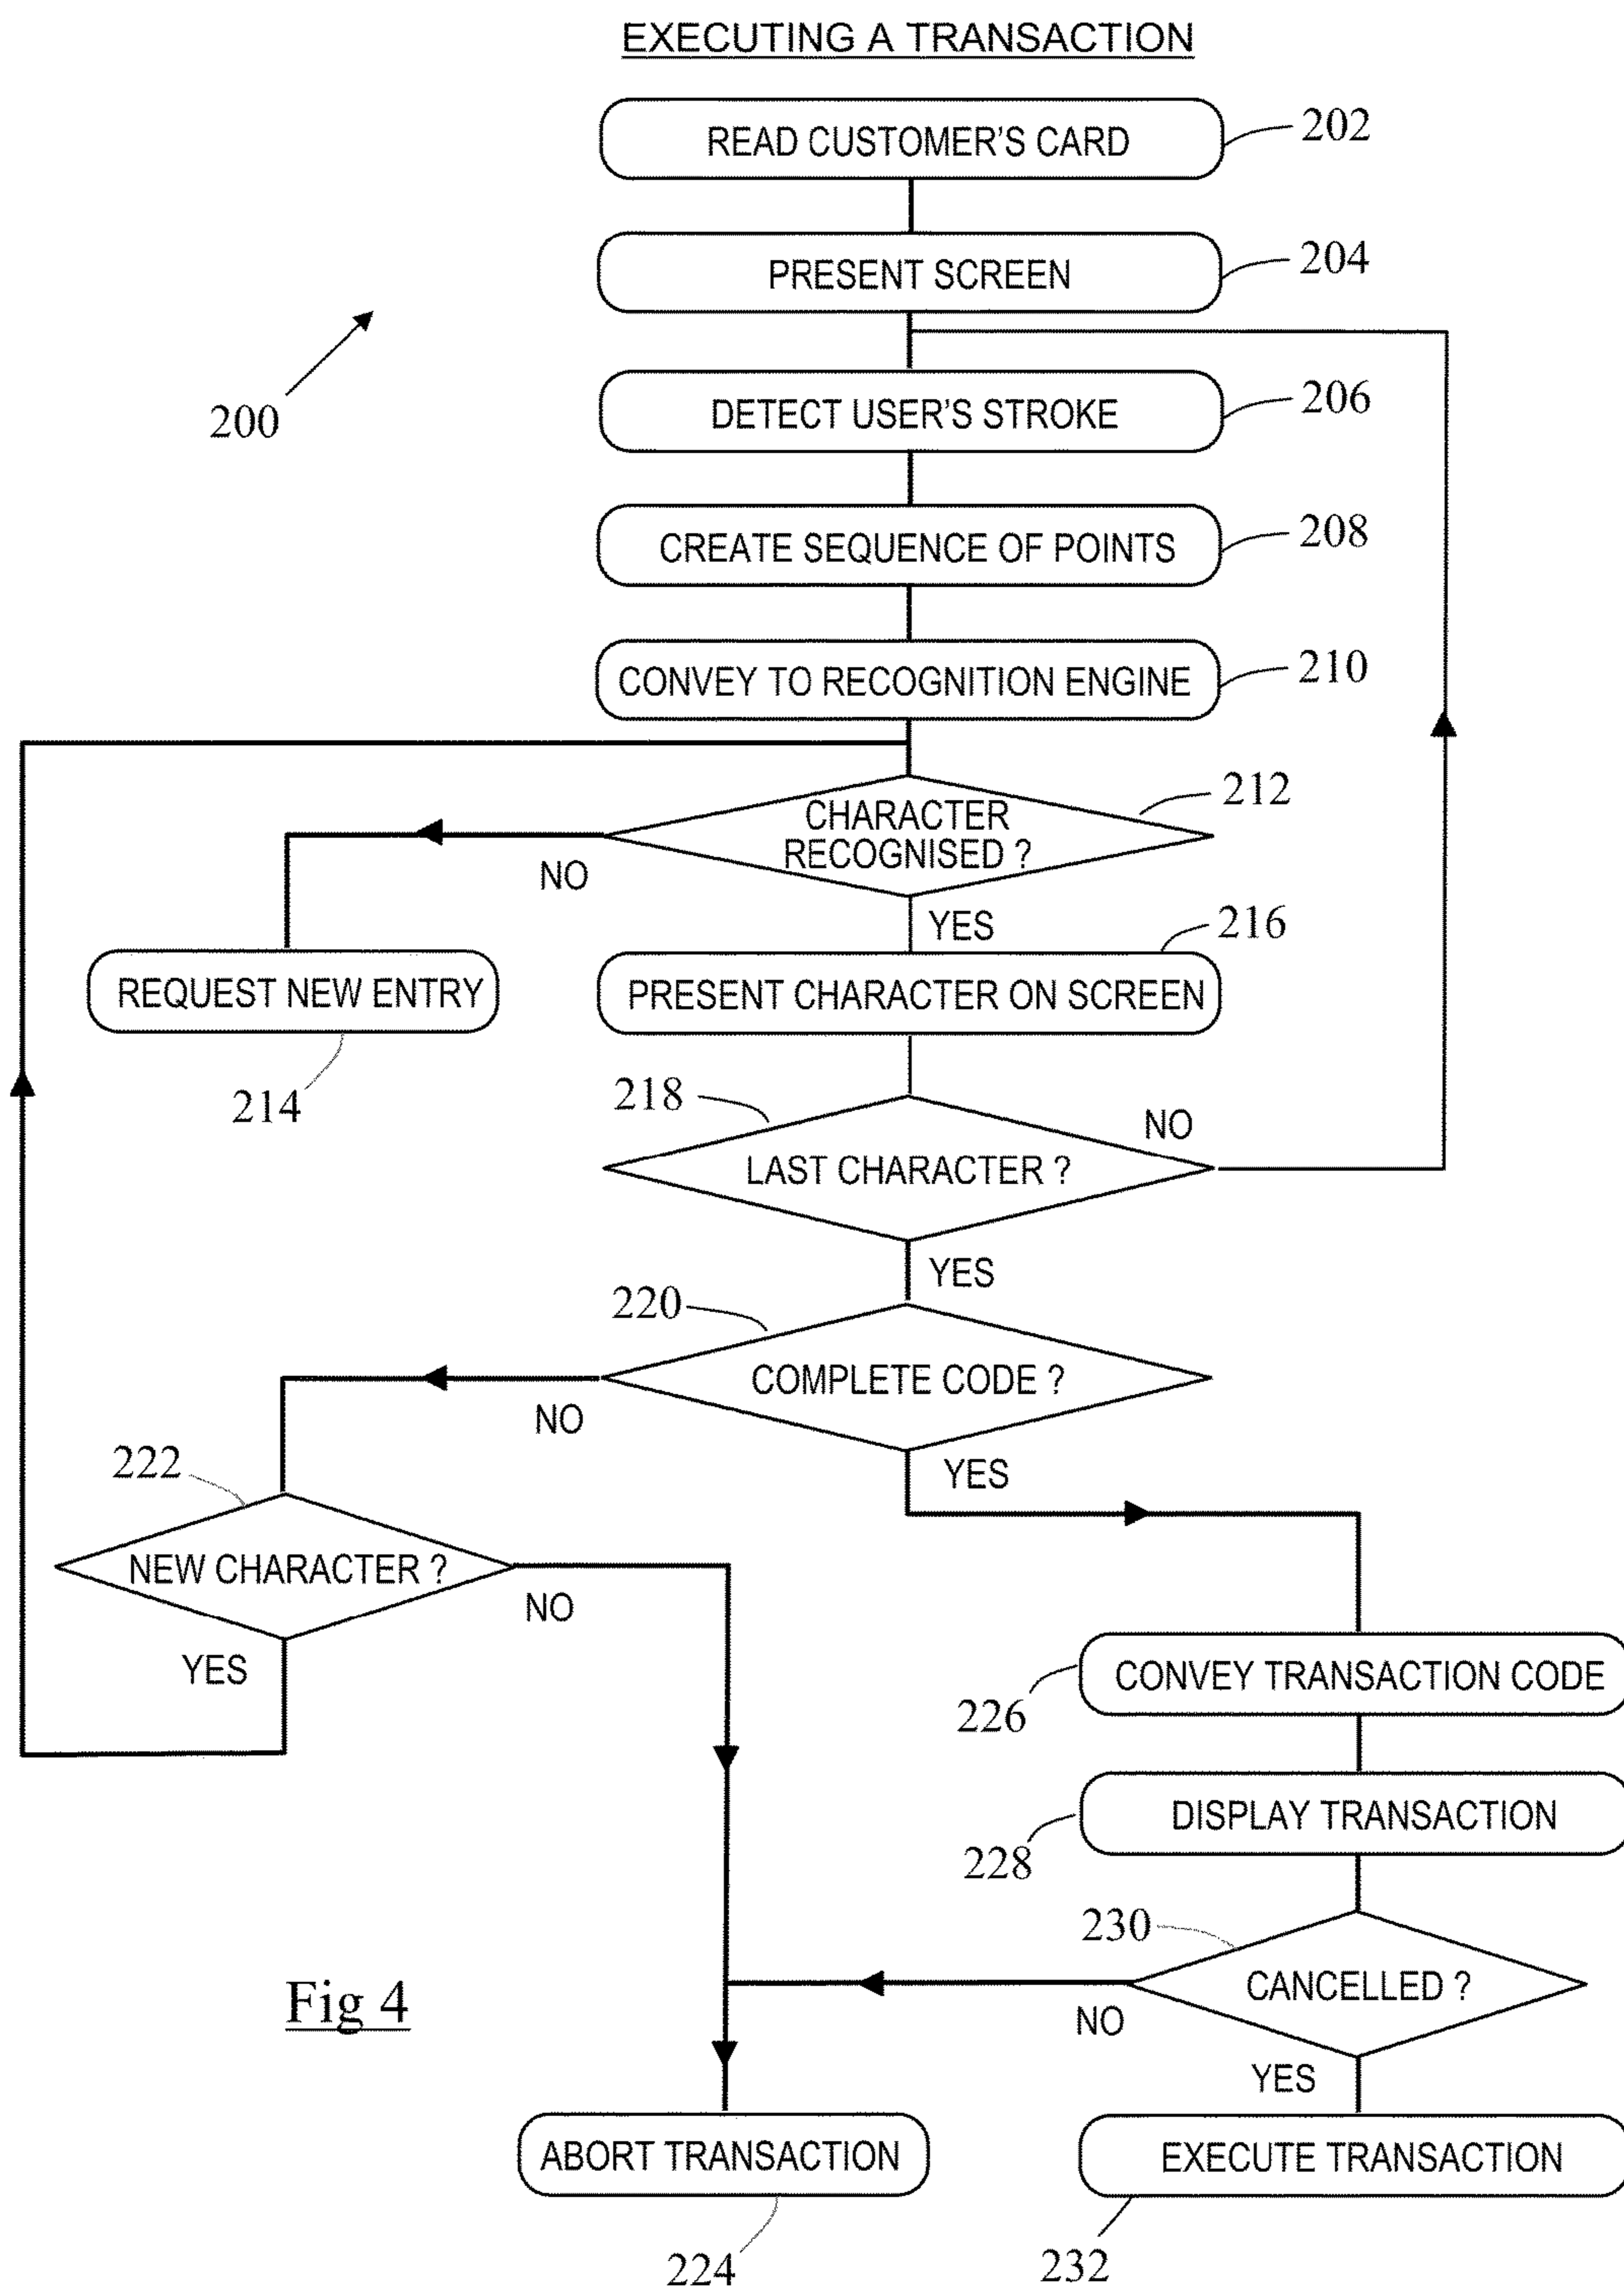 EXECUTING A TRANSACTION
READ CUSTOMER'S CARD
202
PRESENT SCREEN
204
200
DETECT USER'S STROKE
206
CREATE SEQUENCE OF POINTS
208
CONVEY TO RECOGNITION ENGINE
210
CHARACTER
RECOGNISED ?
212
NO
YES
REQUEST NEW ENTRY
214
PRESENT CHARACTER ON SCREEN
216
218
LAST CHARACTER ?
NO
YES
220
COMPLETE CODE ?
NO
YES
222
NEW CHARACTER ?
NO
YES
CONVEY TRANSACTION CODE
226
DISPLAY TRANSACTION
228
230
CANCELLED ?
NO
YES
Fig 4
ABORT TRANSACTION
224
EXECUTE TRANSACTION
232